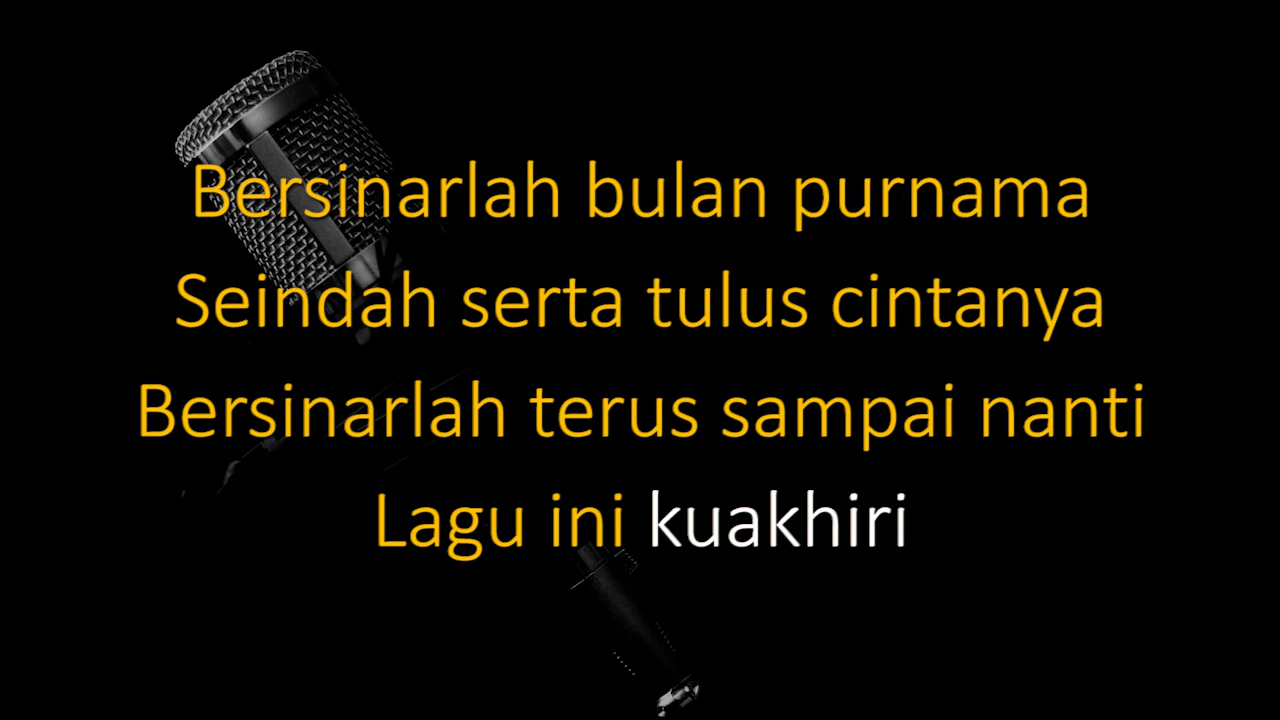 Bersinarlah bulan purnama
Seindah serta tulus cintanya
Bersinarlah terus sampai nanti
Lagu ini kuakhiri